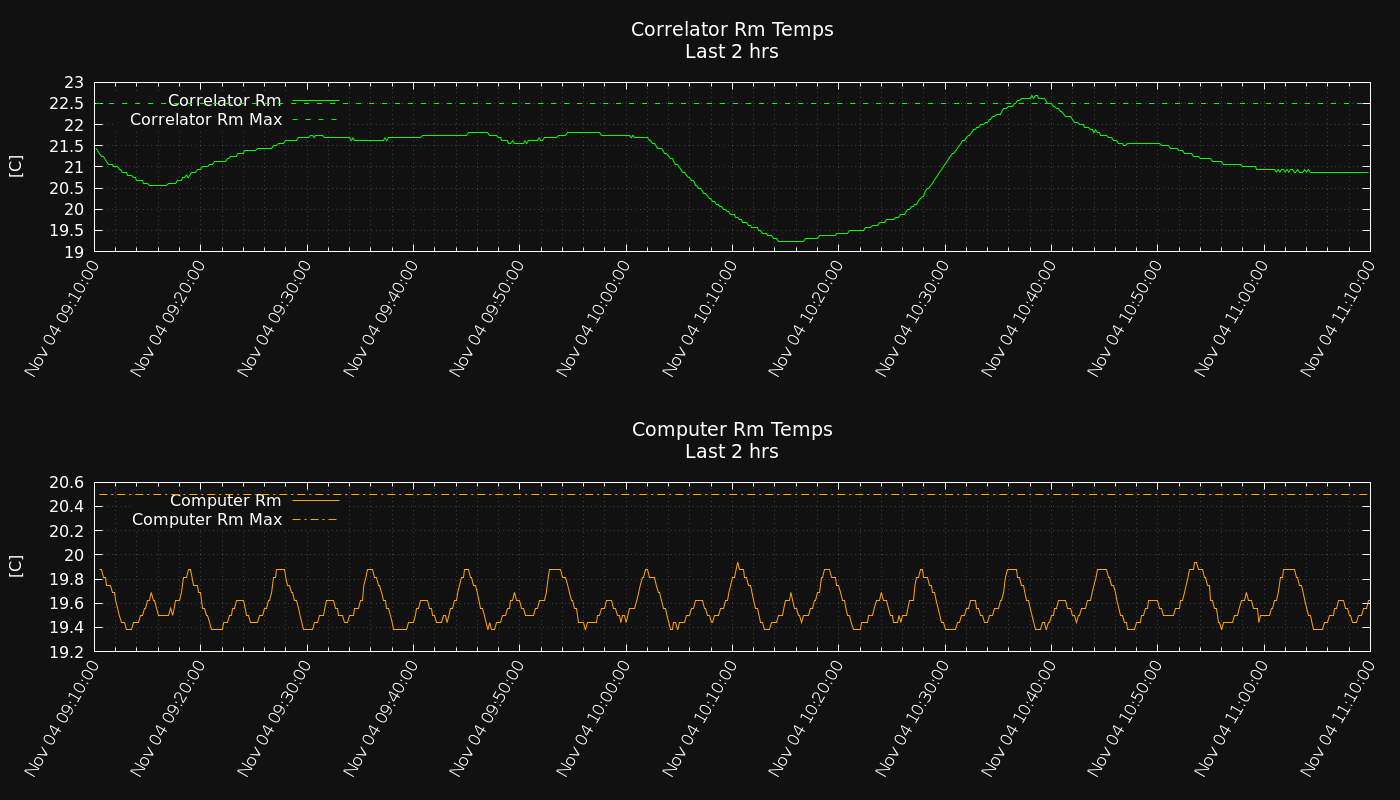 Correlator Rm Temps
Last 2 hrs
[C]
23
22.5
22
21.5
21
20.5
20
19.5
19
Correlator Rm
Correlator Rm Max
Nov 04 09:10:00
Nov 04 09:20:00
Nov 04 09:30:00
Nov 04 09:40:00
Nov 04 09:50:00
Nov 04 10:00:00
Nov 04 10:10:00
Nov 04 10:20:00
Nov 04 10:30:00
Nov 04 10:40:00
Nov 04 10:50:00
Nov 04 11:00:00
Nov 04 11:10:00
Computer Rm Temps
Last 2 hrs
[C]
20.6
20.4
20.2
20
19.8
19.6
19.4
19.2
Computer Rm
Computer Rm Max
Nov 04 09:10:00
Nov 04 09:20:00
Nov 04 09:30:00
Nov 04 09:40:00
Nov 04 09:50:00
Nov 04 10:00:00
Nov 04 10:10:00
Nov 04 10:20:00
Nov 04 10:30:00
Nov 04 10:40:00
Nov 04 10:50:00
Nov 04 11:00:00
Nov 04 11:10:00